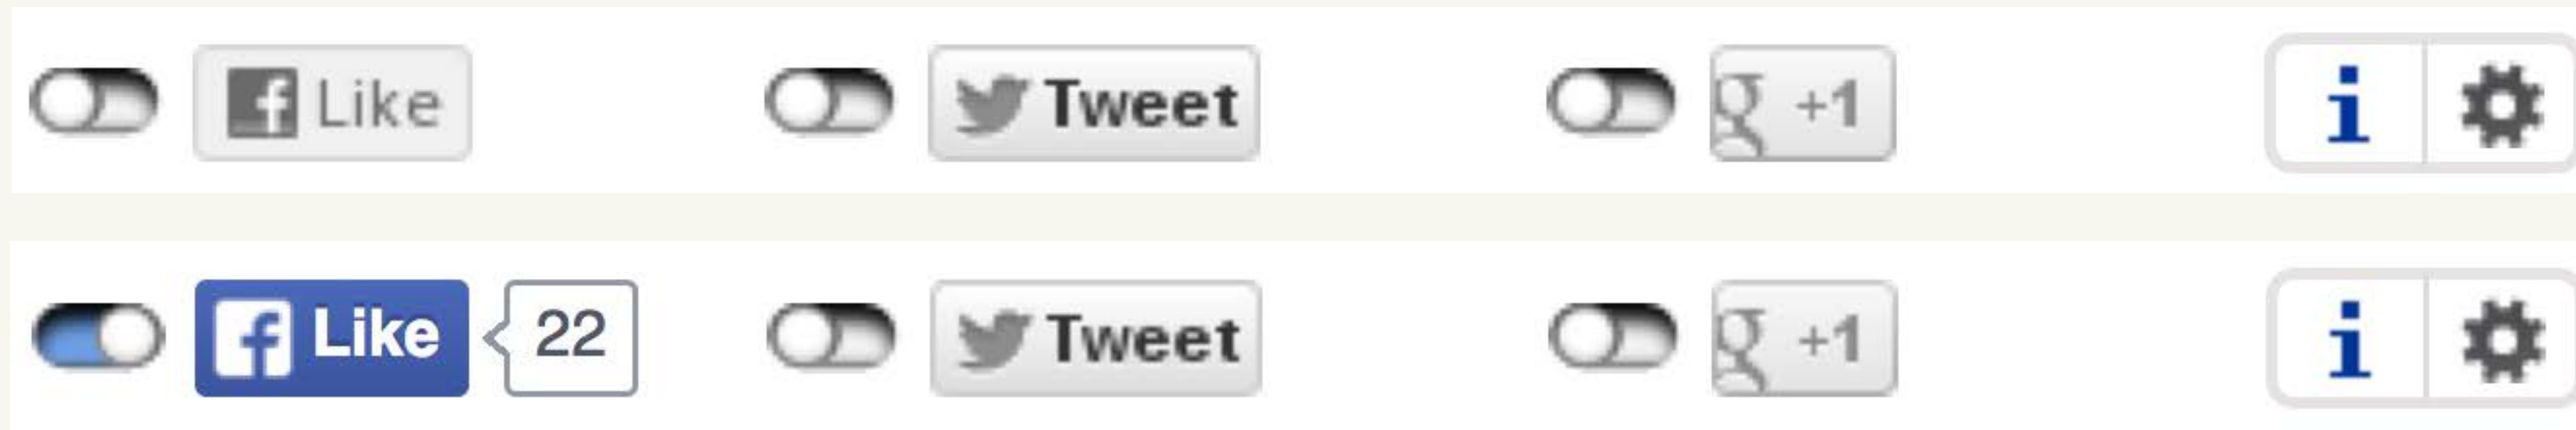 f Like Tweet g +1 i
f Like 22 Tweet g +1 i